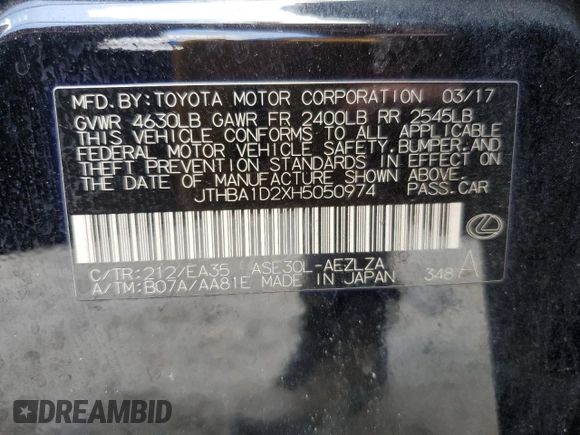 MFD. BY: TOYOTA MOTOR CORPORATION 03/17
GVWR 4630LB GAWR FR 2400LB RR 2545LB
THIS VEHICLE CONFORMS TO ALL APPLICABLE
FEDERAL MOTOR VEHICLE SAFETY, BUMPER, AND
THEFT PREVENTION STANDARDS IN EFFECT ON
THE DATE OF MANUFACTURE SHOWN ABOVE.
JTHBA1D2XH5050974 PASS. CAR
C/TR: 212/EA35 ASE30L-AEZLZA
A/TM: B07A/AA81E MADE IN JAPAN 348 A
DREAMBID